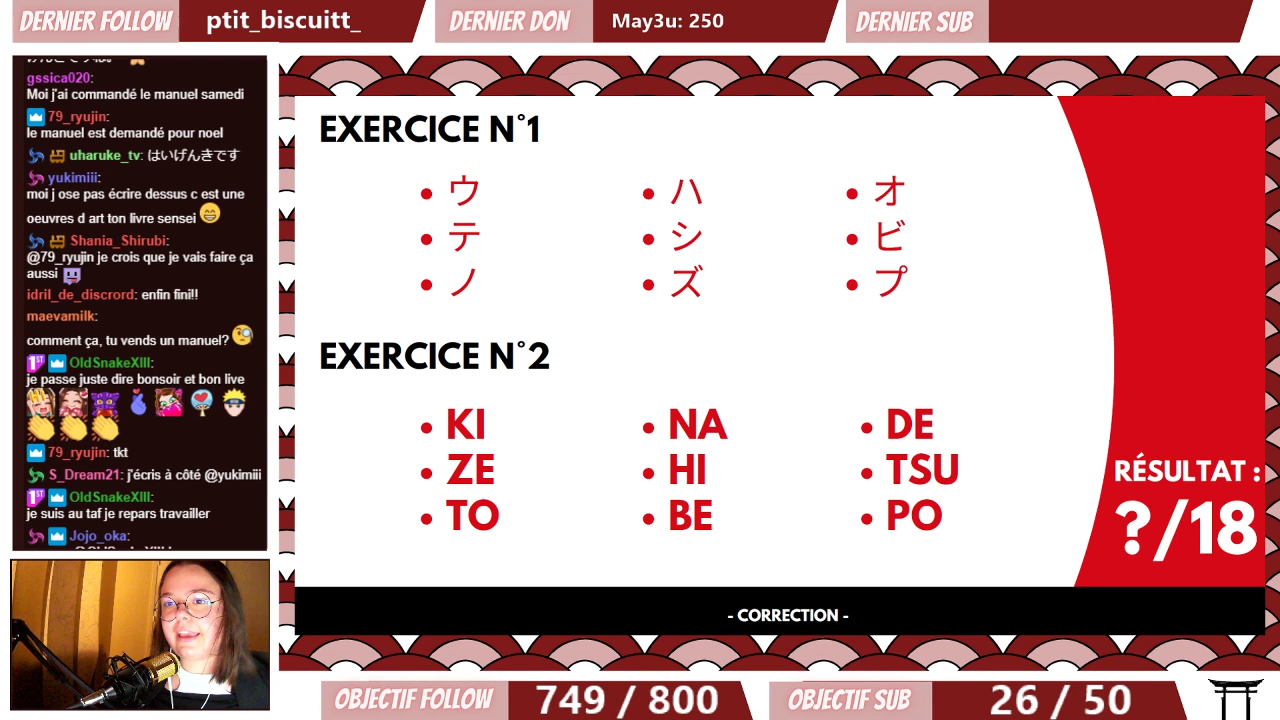 DERNIER FOLLOW
ptit_biscuitt_
DERNIER DON
May3u: 250
DERNIER SUB
gssica020:
Moi j'ai commandé le manuel samedi
79_ryujin:
le manuel est demandé pour noel
uharuke_tv: はいげんきです
yukimiii:
moi j ose pas écrire dessus c est une
oeuvres d art ton livre sensei
Shania_Shirubi:
@79_ryujin je crois que je vais faire ça
aussi
idril_de_discrord: enfin fini!!
maevamilk:
comment ça, tu vends un manuel?
1ST OldSnakeXIII:
je passe juste dire bonsoir et bon live
79_ryujin: tkt
S_Dream21: j'écris à côté @yukimiii
1ST OldSnakeXIII:
je suis au taf je repars travailler
Jojo_oka:
EXERCICE N°1
• ウ • ハ • オ
• テ • シ • ビ
• ノ • ズ • プ
EXERCICE N°2
• KI • NA • DE
• ZE • HI • TSU
• TO • BE • PO
RÉSULTAT :
?/18
- CORRECTION -
OBJECTIF FOLLOW
749 / 800
OBJECTIF SUB
26 / 50